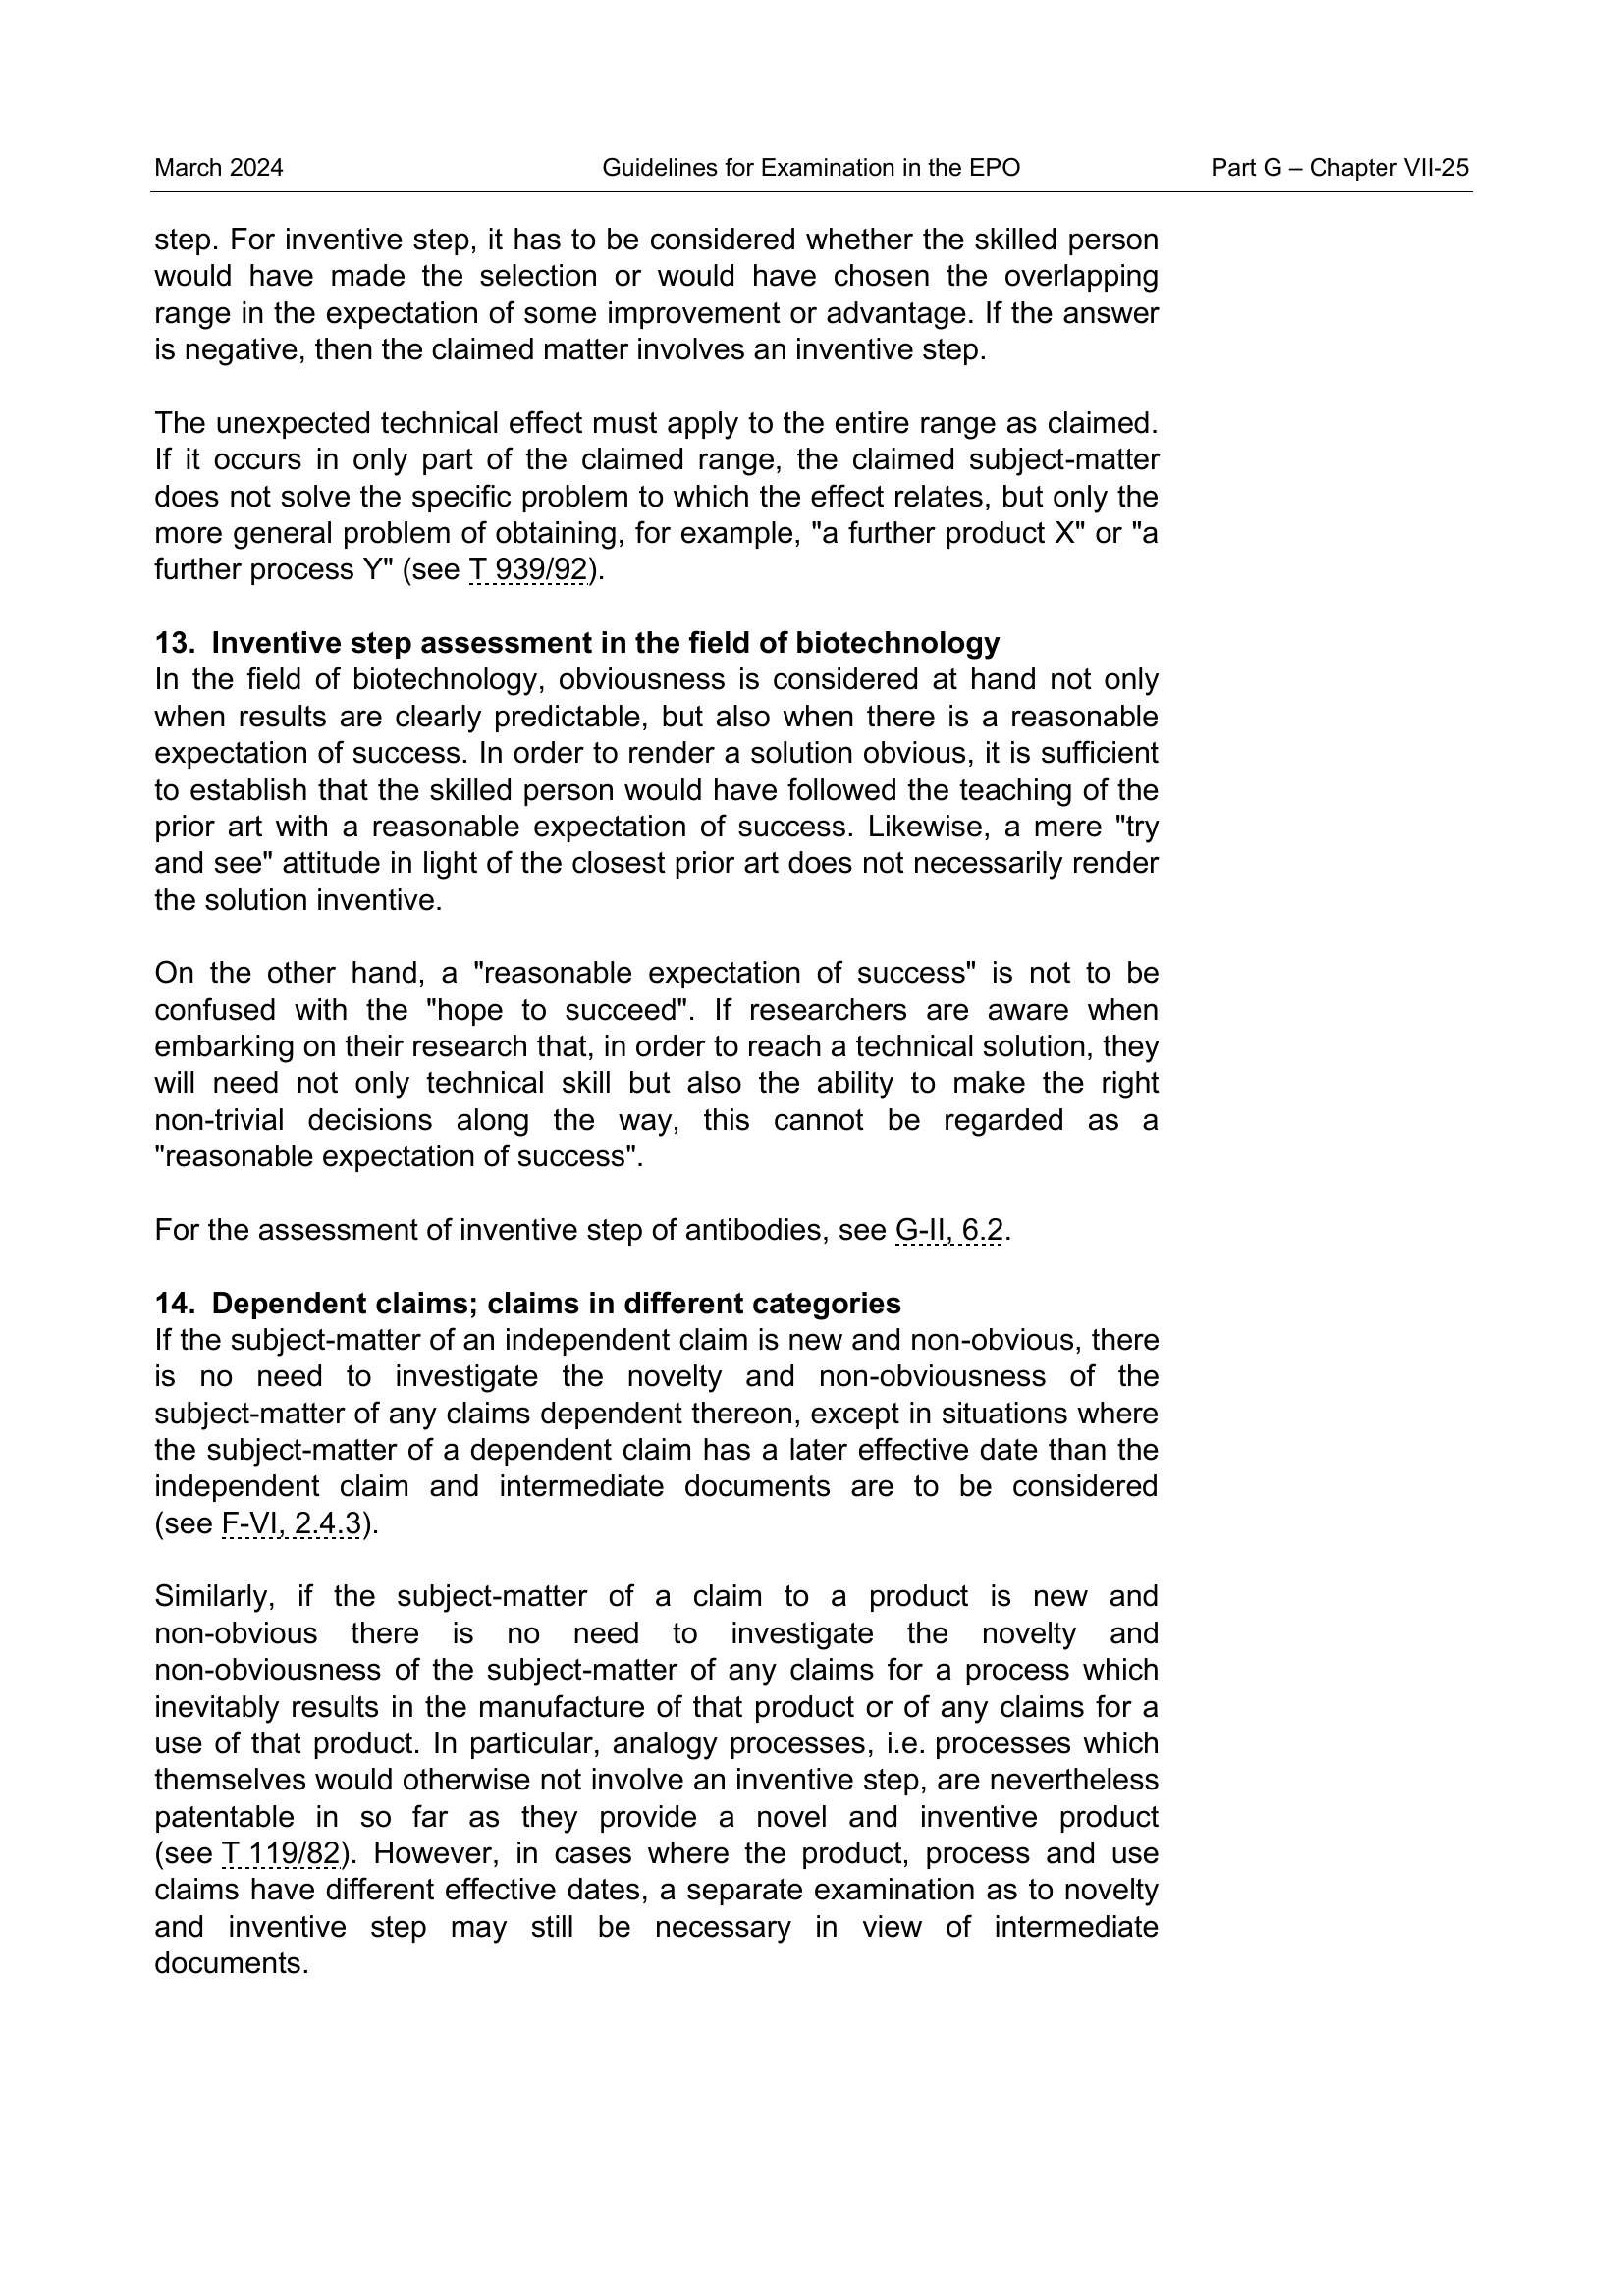 March 2024 Guidelines for Examination in the EPO Part G – Chapter VII-25
step. For inventive step, it has to be considered whether the skilled person
would have made the selection or would have chosen the overlapping
range in the expectation of some improvement or advantage. If the answer
is negative, then the claimed matter involves an inventive step.
The unexpected technical effect must apply to the entire range as claimed.
If it occurs in only part of the claimed range, the claimed subject-matter
does not solve the specific problem to which the effect relates, but only the
more general problem of obtaining, for example, "a further product X" or "a
further process Y" (see T 939/92).
13. Inventive step assessment in the field of biotechnology
In the field of biotechnology, obviousness is considered at hand not only
when results are clearly predictable, but also when there is a reasonable
expectation of success. In order to render a solution obvious, it is sufficient
to establish that the skilled person would have followed the teaching of the
prior art with a reasonable expectation of success. Likewise, a mere "try
and see" attitude in light of the closest prior art does not necessarily render
the solution inventive.
On the other hand, a "reasonable expectation of success" is not to be
confused with the "hope to succeed". If researchers are aware when
embarking on their research that, in order to reach a technical solution, they
will need not only technical skill but also the ability to make the right
non-trivial decisions along the way, this cannot be regarded as a
"reasonable expectation of success".
For the assessment of inventive step of antibodies, see G-II, 6.2.
14. Dependent claims; claims in different categories
If the subject-matter of an independent claim is new and non-obvious, there
is no need to investigate the novelty and non-obviousness of the
subject-matter of any claims dependent thereon, except in situations where
the subject-matter of a dependent claim has a later effective date than the
independent claim and intermediate documents are to be considered
(see F-VI, 2.4.3).
Similarly, if the subject-matter of a claim to a product is new and
non-obvious there is no need to investigate the novelty and
non-obviousness of the subject-matter of any claims for a process which
inevitably results in the manufacture of that product or of any claims for a
use of that product. In particular, analogy processes, i.e. processes which
themselves would otherwise not involve an inventive step, are nevertheless
patentable in so far as they provide a novel and inventive product
(see T 119/82). However, in cases where the product, process and use
claims have different effective dates, a separate examination as to novelty
and inventive step may still be necessary in view of intermediate
documents.